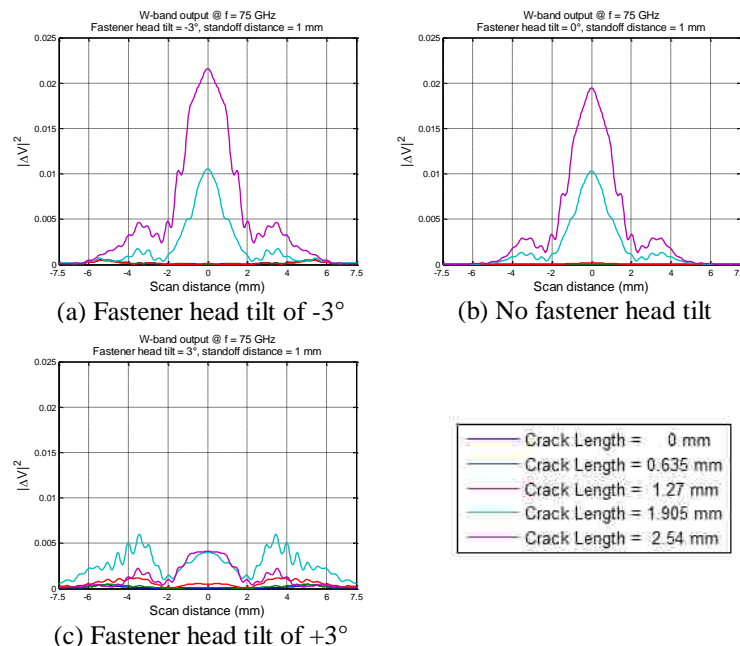 W-band output @ f = 75 GHz
Fastener head tilt = -3°, standoff distance = 1 mm
0.025
0.02
0.015
0.01
0.005
0
|ΔV|²
-7.5 -6 -4 -2 0 2 4 6 7.5
Scan distance (mm)
(a) Fastener head tilt of -3°
W-band output @ f = 75 GHz
Fastener head tilt = 0°, standoff distance = 1 mm
0.025
0.02
0.015
0.01
0.005
0
|ΔV|²
-7.5 -6 -4 -2 0 2 4 6 7.5
Scan distance (mm)
(b) No fastener head tilt
W-band output @ f = 75 GHz
Fastener head tilt = 3°, standoff distance = 1 mm
0.025
0.02
0.015
0.01
0.005
0
|ΔV|²
-7.5 -6 -4 -2 0 2 4 6 7.5
Scan distance (mm)
(c) Fastener head tilt of +3°
Crack Length = 0 mm
Crack Length = 0.635 mm
Crack Length = 1.27 mm
Crack Length = 1.905 mm
Crack Length = 2.54 mm